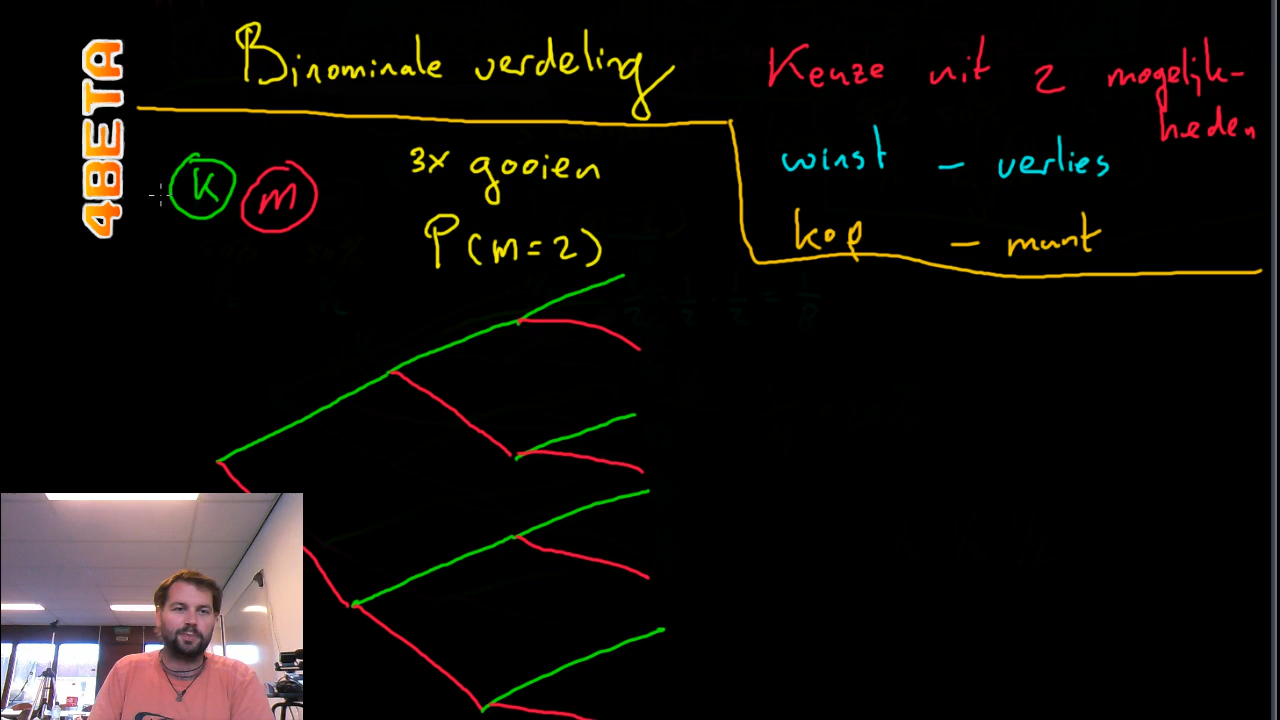 4BETA
Binominale verdeling
Keuze uit 2 mogelijk-
heden
winst - verlies
kop - munt
K M
3x gooien
P(m=2)